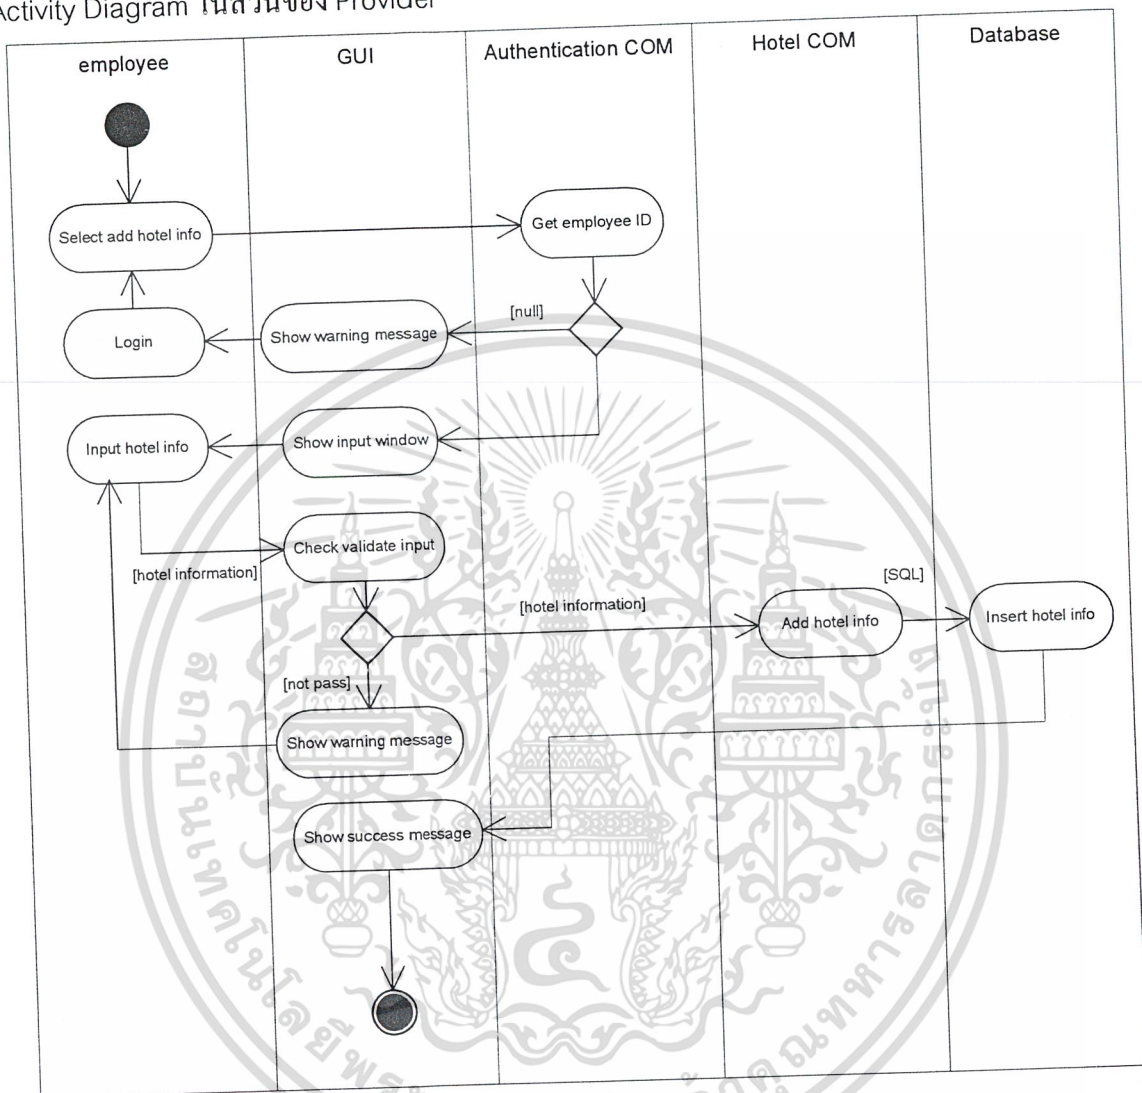 Activity Diagram ในส่วนของ Provider
employee
GUI
Authentication COM
Hotel COM
Database
Select add hotel info
Get employee ID
[null]
Show warning message
Login
Show input window
Input hotel info
Check validate input
[hotel information]
[hotel information]
[SQL]
Add hotel info
Insert hotel info
[not pass]
Show warning message
Show success message